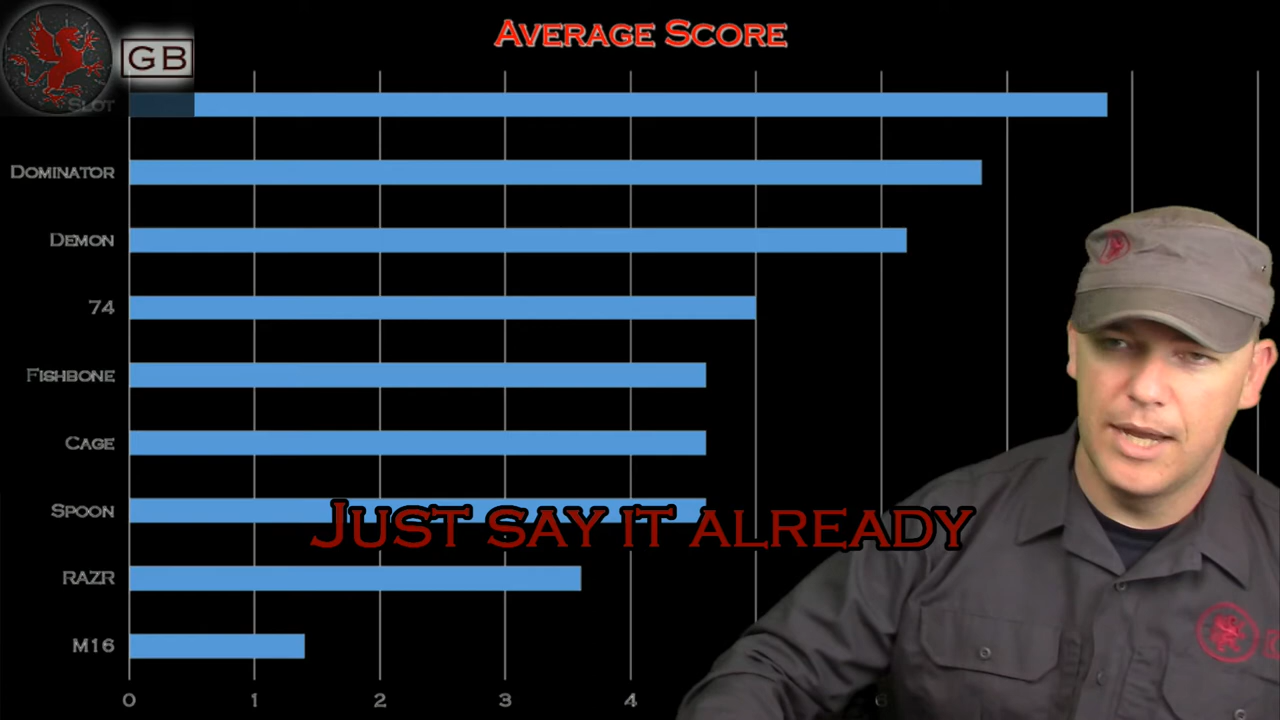 Average Score
GB
Slot
Dominator
Demon
74
Fishbone
Cage
Spoon
Just say it already
RAZR
M16
0 1 2 3 4